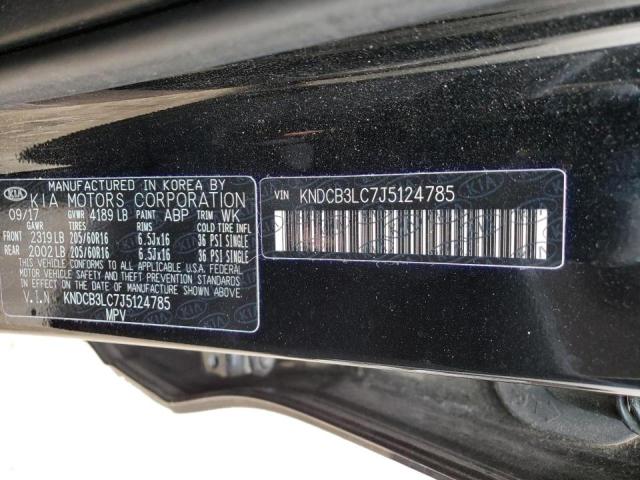 MANUFACTURED IN KOREA BY
KIA KIA MOTORS CORPORATION
09/17 GVWR 4189 LB PAINT ABP TRIM WK
GAWR TIRES RIMS COLD TIRE INFL
FRONT 2319 LB 205/60R16 6.5Jx16 36 PSI SINGLE
REAR 2002 LB 205/60R16 6.5Jx16 36 PSI SINGLE
THIS VEHICLE CONFORMS TO ALL APPLICABLE U.S.A. FEDERAL
MOTOR VEHICLE SAFETY, BUMPER, AND THEFT PREVENTION
STANDARDS IN EFFECT ON THE DATE OF MANUFACTURE SHOWN ABOVE.
V.I.N KNDCB3LC7J5124785
MPV
VIN KNDCB3LC7J5124785